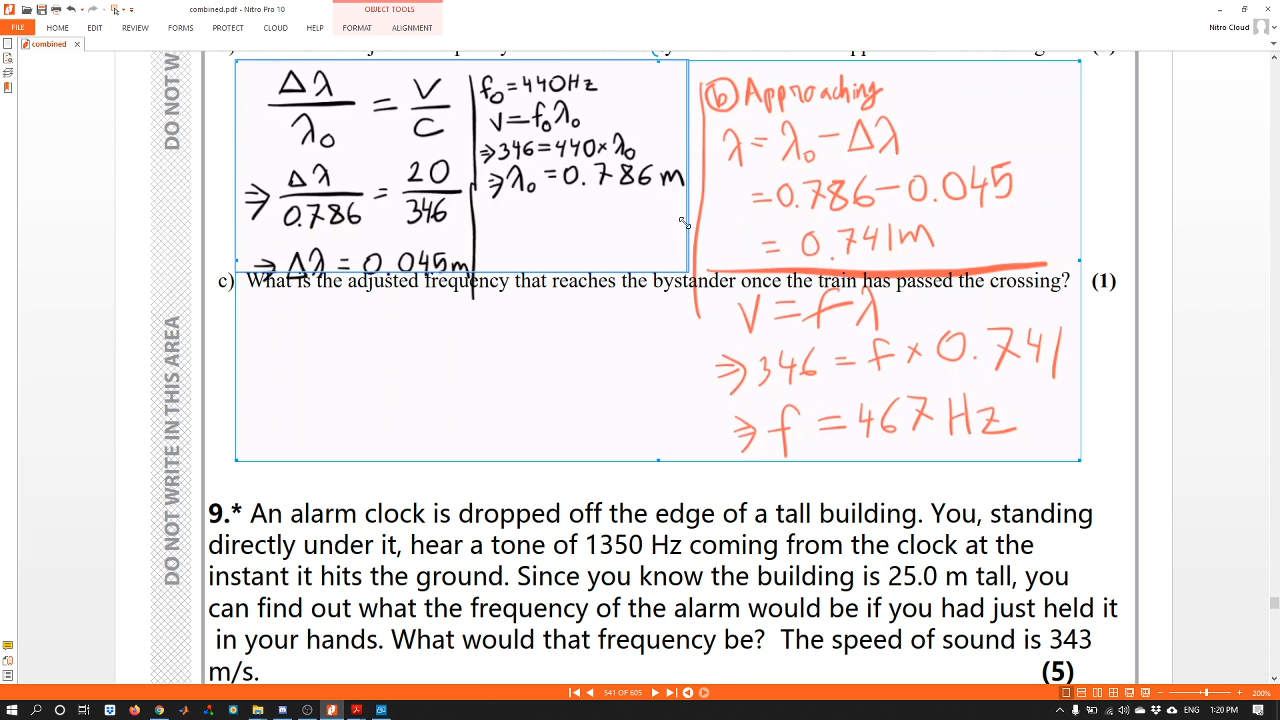 combined.pdf - Nitro Pro 10
OBJECT TOOLS
FILE HOME EDIT REVIEW FORMS PROTECT CLOUD HELP FORMAT ALIGNMENT
Nitro Cloud
combined
DO NOT W
Δλ/λ₀ = V/C
⇒ Δλ/0.786 = 20/346
⇒ Δλ = 0.045m
f₀ = 440Hz
v = f₀λ₀
⇒ 346 = 440 × λ₀
⇒ λ₀ = 0.786 m
(b) Approaching
λ = λ₀ - Δλ
= 0.786 - 0.045
= 0.741m
c) What is the adjusted frequency that reaches the bystander once the train has passed the crossing? (1)
V = fλ
⇒ 346 = f × 0.741
⇒ f = 467 Hz
DO NOT WRITE IN THIS AREA
9.* An alarm clock is dropped off the edge of a tall building. You, standing
directly under it, hear a tone of 1350 Hz coming from the clock at the
instant it hits the ground. Since you know the building is 25.0 m tall, you
can find out what the frequency of the alarm would be if you had just held it
in your hands. What would that frequency be? The speed of sound is 343
m/s. (5)
541 OF 605
200%
ENG 1:20 PM